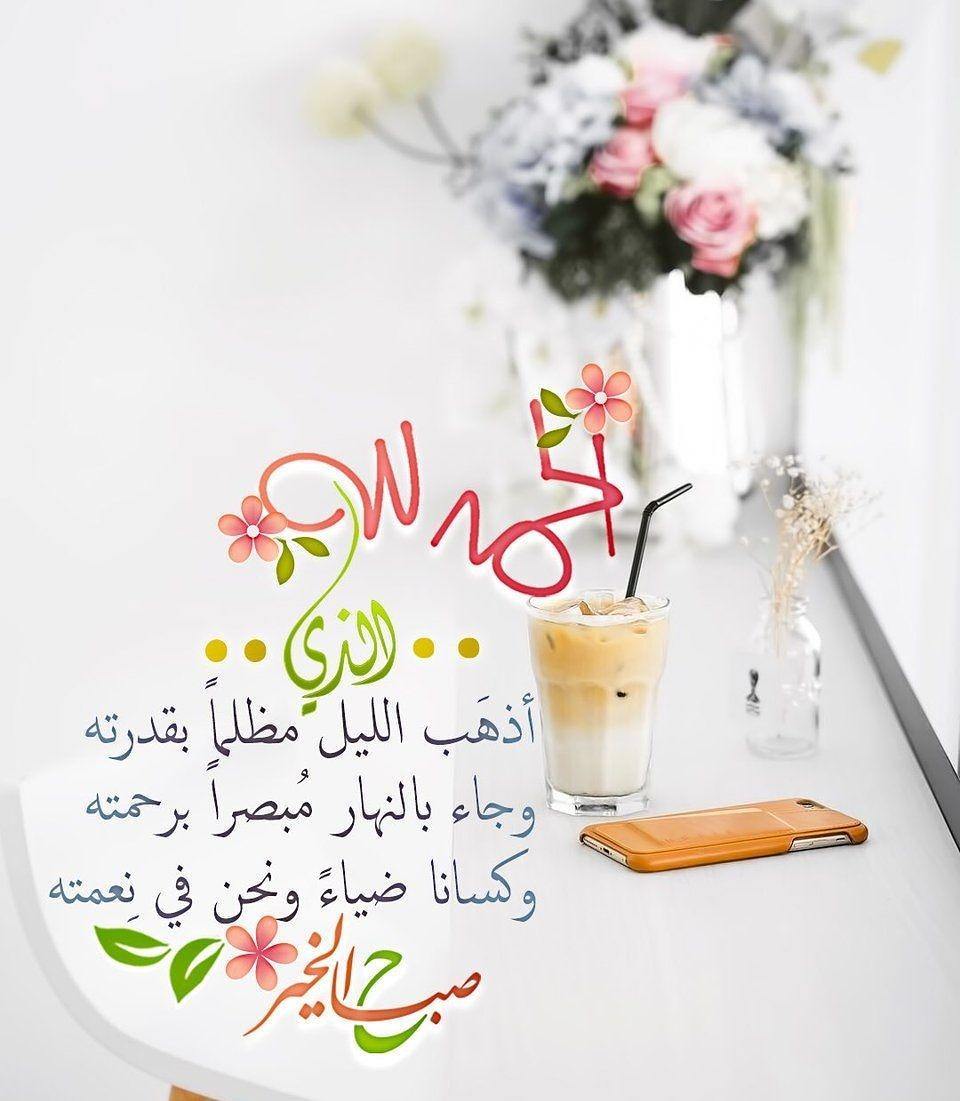 الحمد لله
الذي
أذهَب الليل مظلماً بقدرته
وجاء بالنهار مُبصراً برحمته
وكسانا ضياءً ونحن في نِعمته
صباح الخير